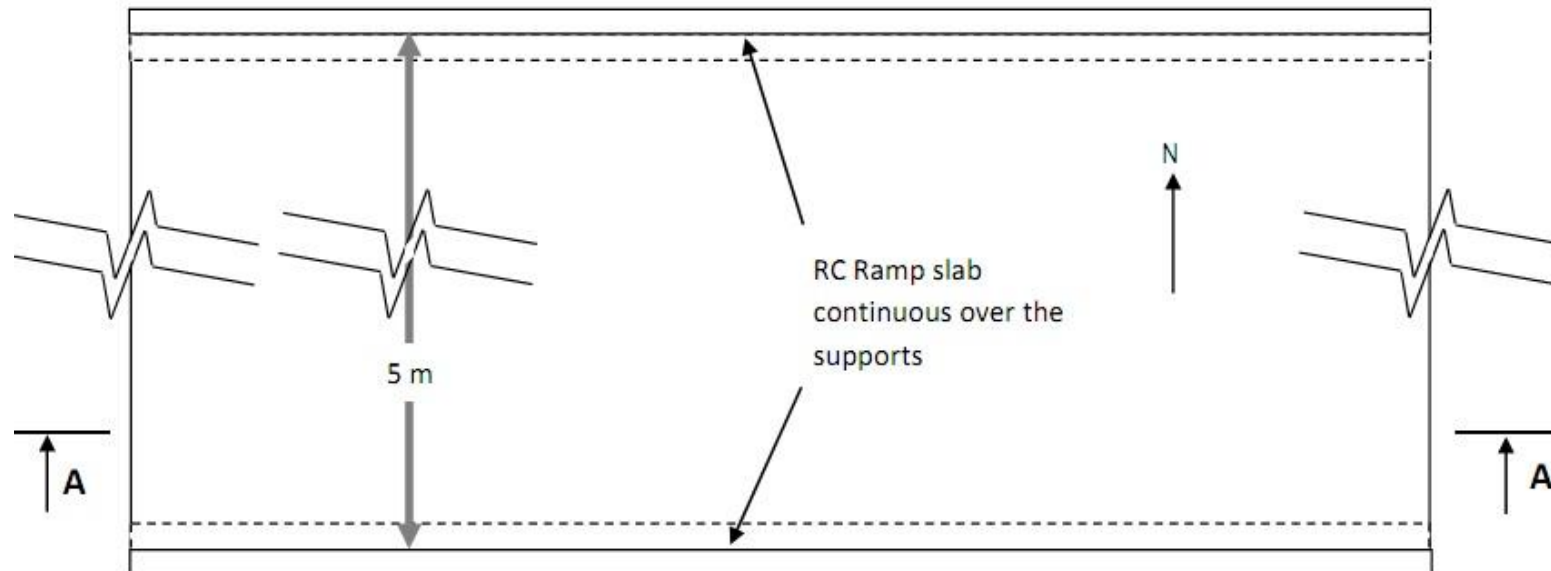 N
RC Ramp slab
continuous over the
supports
5 m
A
A